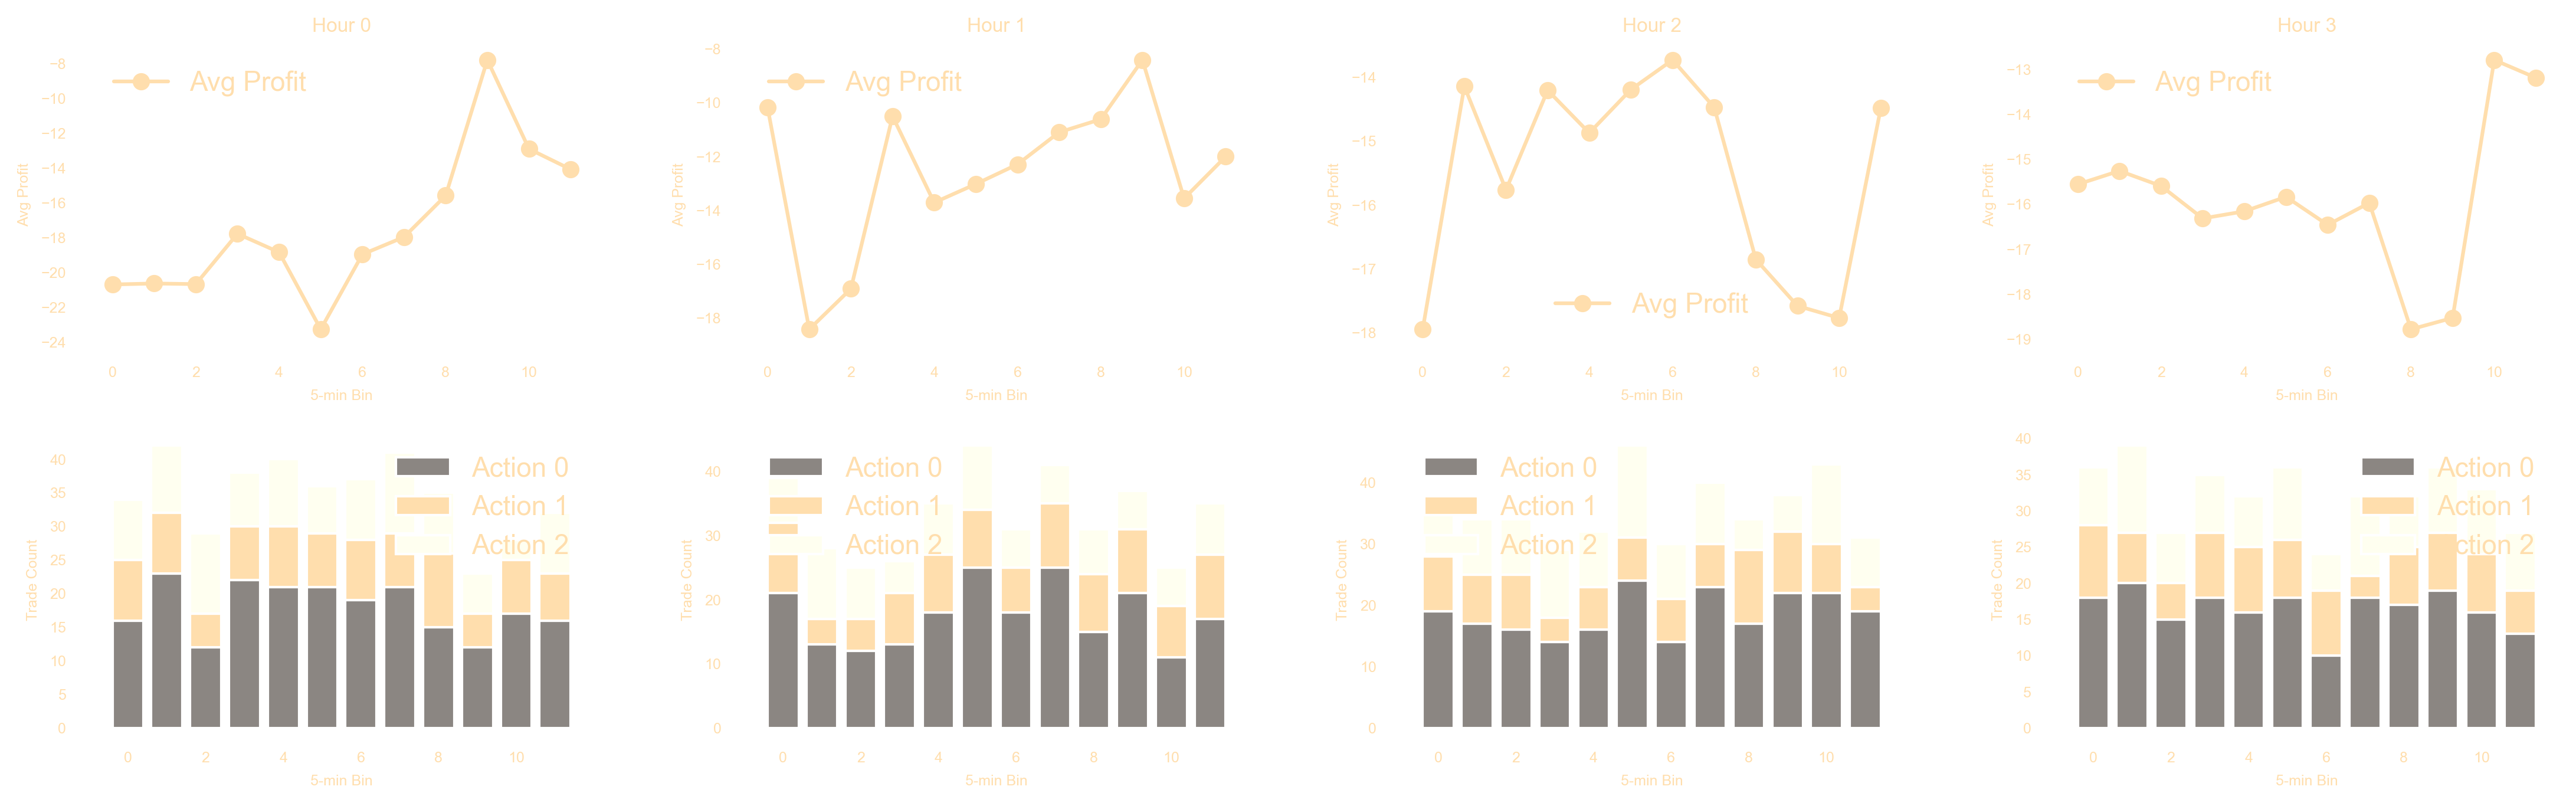 Hour 0
Avg Profit
−8
−10
−12
−14
−16
−18
−20
−22
−24
Avg Profit
0 2 4 6 8 10
5-min Bin
Hour 1
Avg Profit
−8
−10
−12
−14
−16
−18
Avg Profit
0 2 4 6 8 10
5-min Bin
Hour 2
Avg Profit
−14
−15
−16
−17
−18
Avg Profit
0 2 4 6 8 10
5-min Bin
Hour 3
Avg Profit
−13
−14
−15
−16
−17
−18
−19
Avg Profit
0 2 4 6 8 10
5-min Bin
Trade Count
40
35
30
25
20
15
10
5
0
Action 0
Action 1
Action 2
0 2 4 6 8 10
5-min Bin
Trade Count
40
30
20
10
0
Action 0
Action 1
Action 2
0 2 4 6 8 10
5-min Bin
Trade Count
40
30
20
10
0
Action 0
Action 1
Action 2
0 2 4 6 8 10
5-min Bin
Trade Count
40
35
30
25
20
15
10
5
0
Action 0
Action 1
Action 2
0 2 4 6 8 10
5-min Bin